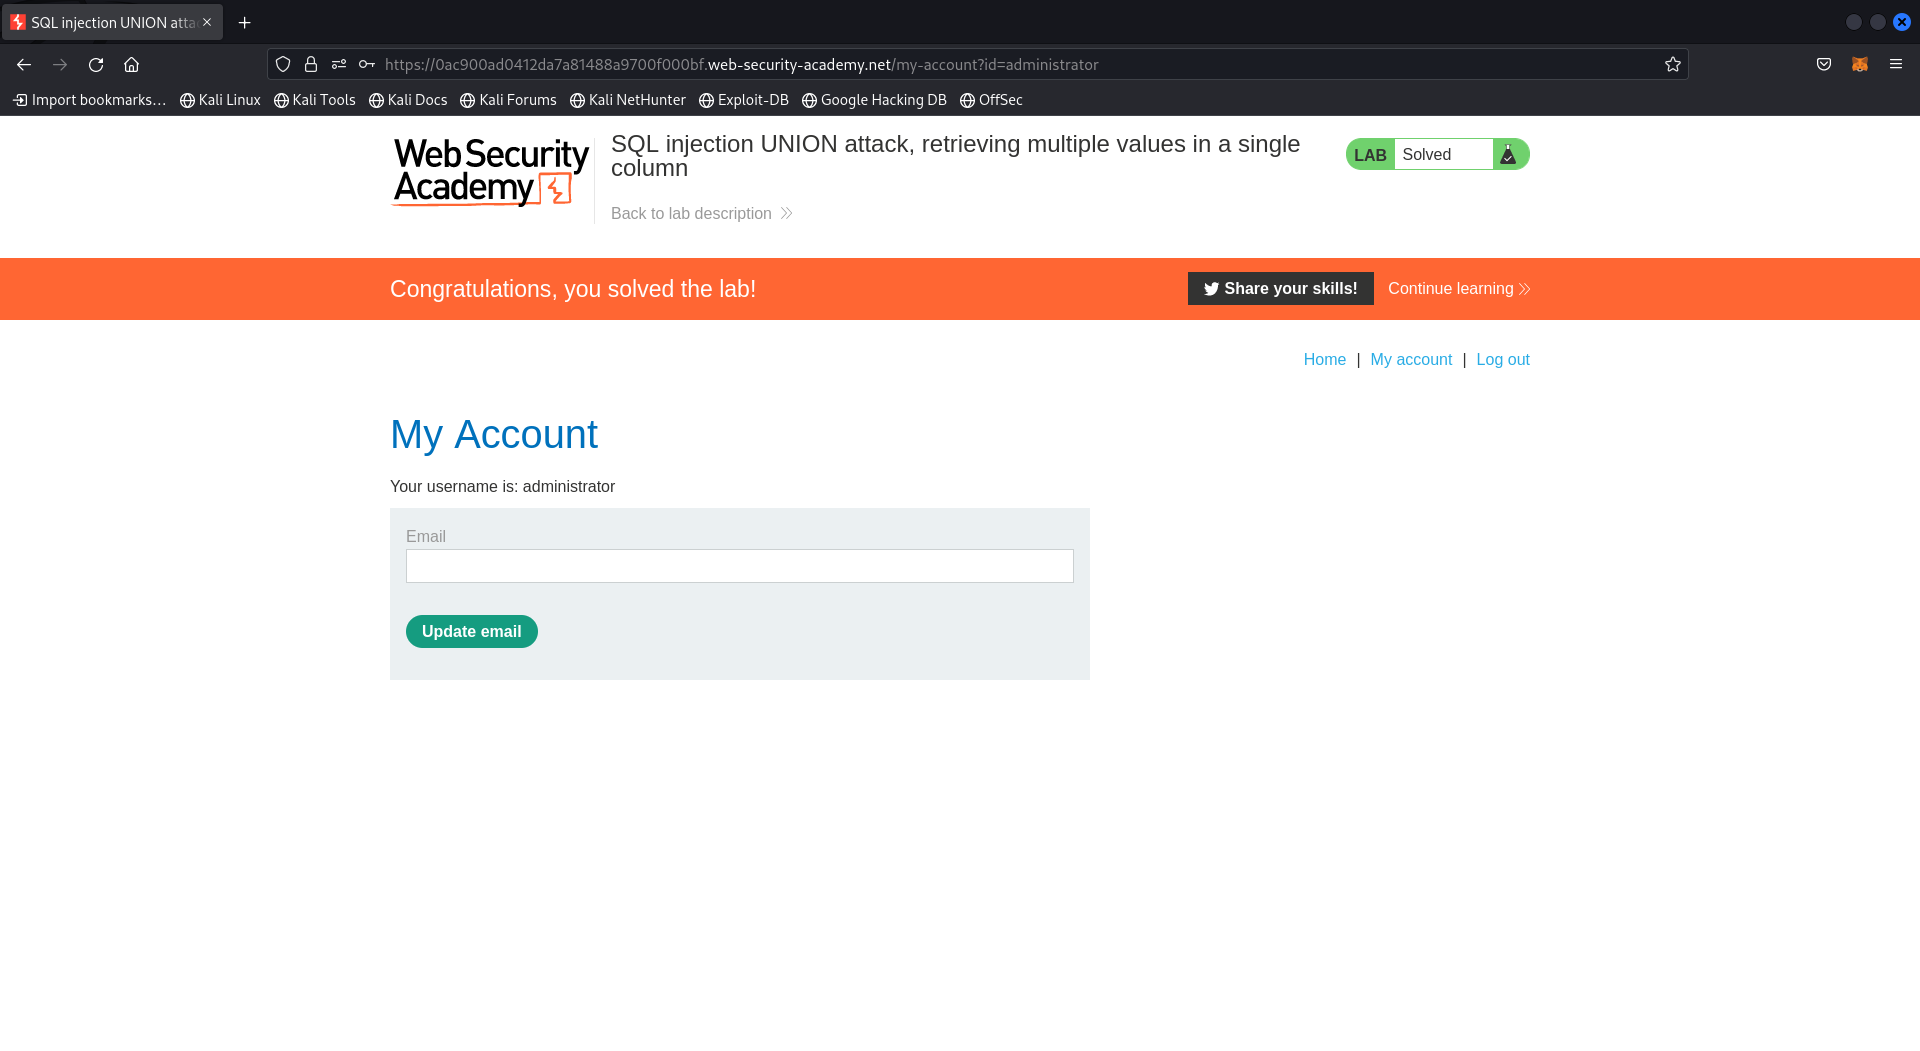 SQL injection UNION atta
https://0ac900ad0412da7a81488a9700f000bf.web-security-academy.net/my-account?id=administrator
Import bookmarks... Kali Linux Kali Tools Kali Docs Kali Forums Kali NetHunter Exploit-DB Google Hacking DB OffSec
Web Security
Academy
SQL injection UNION attack, retrieving multiple values in a single
column
Back to lab description
LAB Solved
Congratulations, you solved the lab!
Share your skills! Continue learning
Home | My account | Log out
My Account
Your username is: administrator
Email
Update email